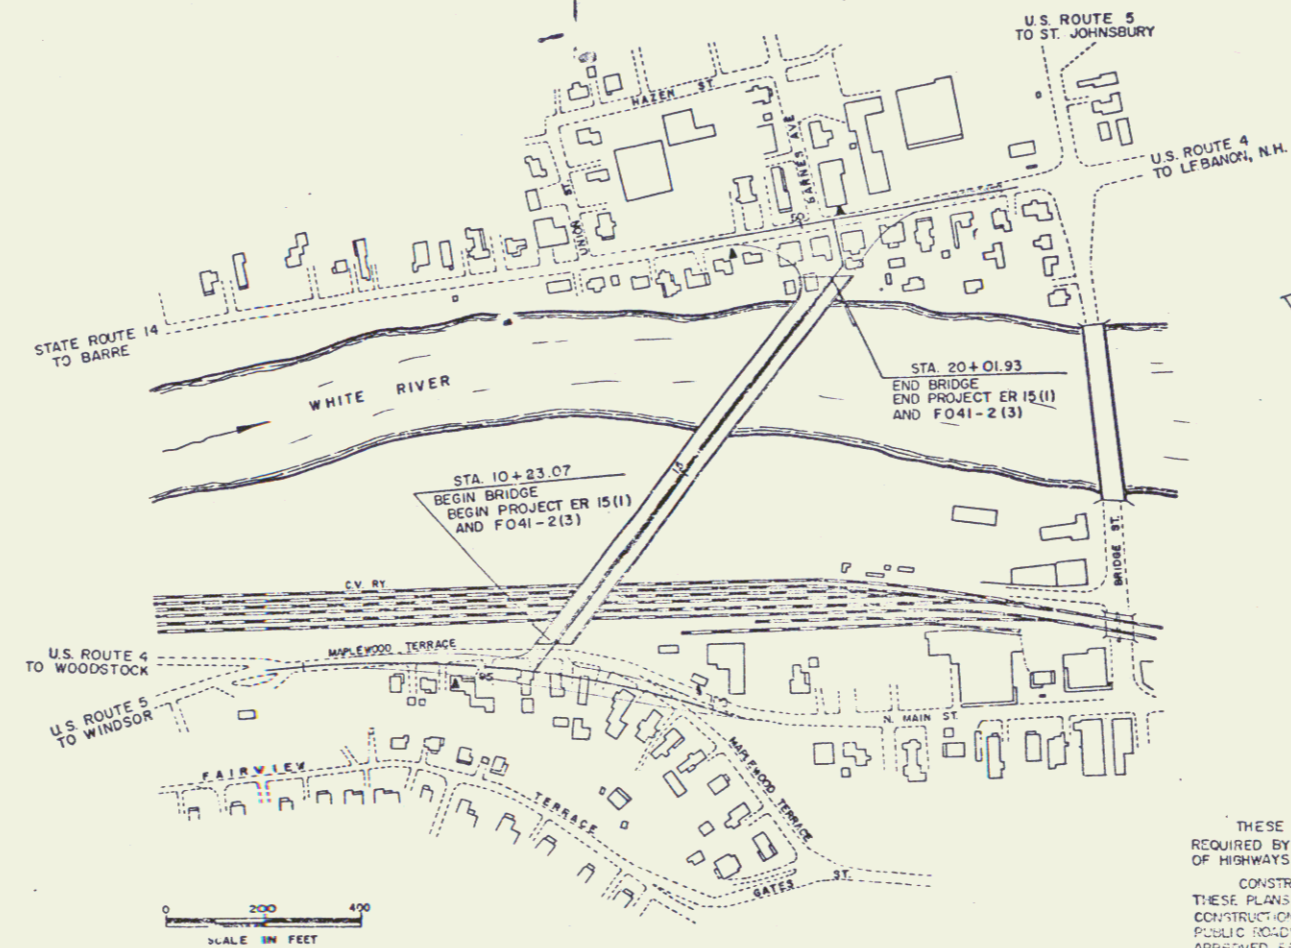 U.S. ROUTE 5
TO ST. JOHNSBURY
HAZEN ST.
BARNES AVE
U.S. ROUTE 4
TO LEBANON, N.H.
UNION ST.
STATE ROUTE 14
TO BARRE
WHITE RIVER
STA. 20+01.93
END BRIDGE
END PROJECT ER 15(1)
AND F041-2(3)
STA. 10+23.07
BEGIN BRIDGE
BEGIN PROJECT ER 15(1)
AND F041-2(3)
BRIDGE ST.
C.V. RY.
MAPLEWOOD TERRACE
U.S. ROUTE 4
TO WOODSTOCK
U.S. ROUTE 5
TO WINDSOR
N. MAIN ST.
MAPLEWOOD TERRACE
FAIRVIEW TERRACE
GATES ST.
THESE
REQUIRED BY
OF HIGHWAYS
CONSTR
THESE PLANS
CONSTRUCTION
PUBLIC ROAD
0 200 400
SCALE IN FEET